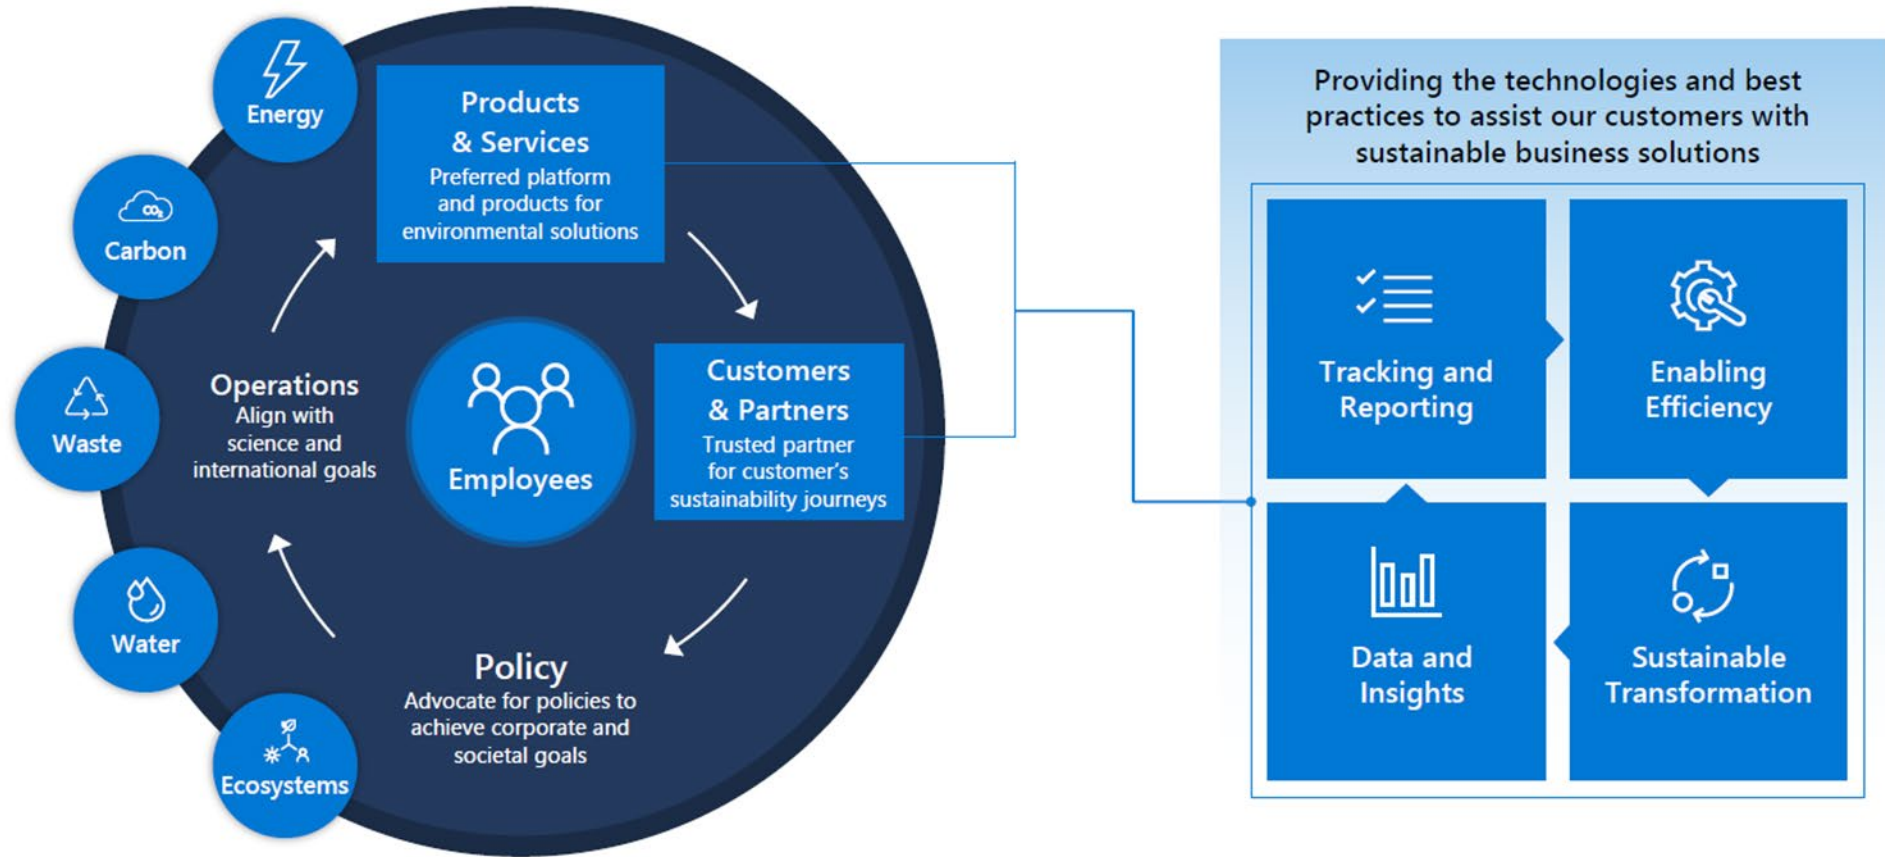 Energy
Carbon
CO₂
Waste
Water
Ecosystems
Products
& Services
Preferred platform
and products for
environmental solutions
Customers
& Partners
Trusted partner
for customer's
sustainability journeys
Policy
Advocate for policies to
achieve corporate and
societal goals
Operations
Align with
science and
international goals
Employees
Providing the technologies and best
practices to assist our customers with
sustainable business solutions
Tracking and
Reporting
Enabling
Efficiency
Data and
Insights
Sustainable
Transformation